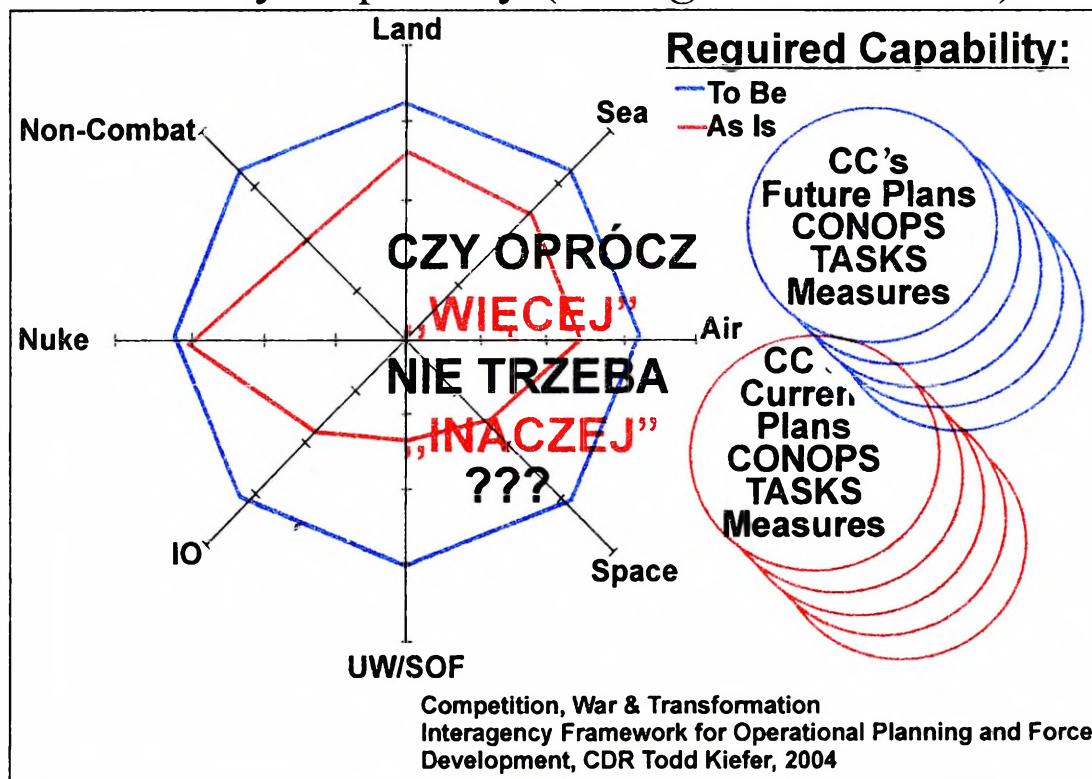 Land
Required Capability:
To Be
As Is
Sea
Non-Combat
CC's
Future Plans
CONOPS
TASKS
Measures
CZY OPRÓCZ
„WIĘCEJ”
NIE TRZEBA
„INACZEJ”
???
Nuke
Air
CC
Plans
CONOPS
TASKS
Measures
IO
Space
UW/SOF
Competition, War & Transformation
Interagency Framework for Operational Planning and Force
Development, CDR Todd Kiefer, 2004